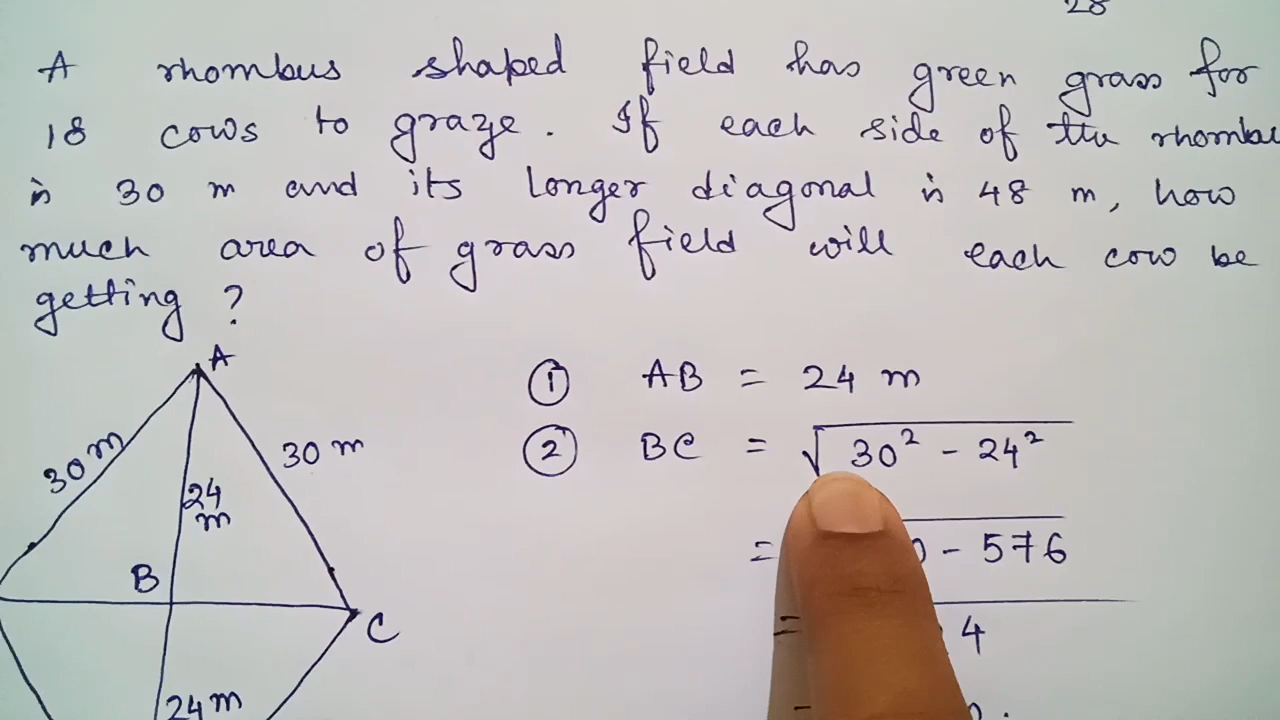 28
A rhombus shaped field has green grass for
18 cows to graze. If each side of the rhombu
is 30 m and its longer diagonal is 48 m, how
much area of grass field will each cow be
getting ?
A
30 m
30 m
24 m
B
C
24 m
① AB = 24 m
② BC = √30² - 24²
= - 576
= 4